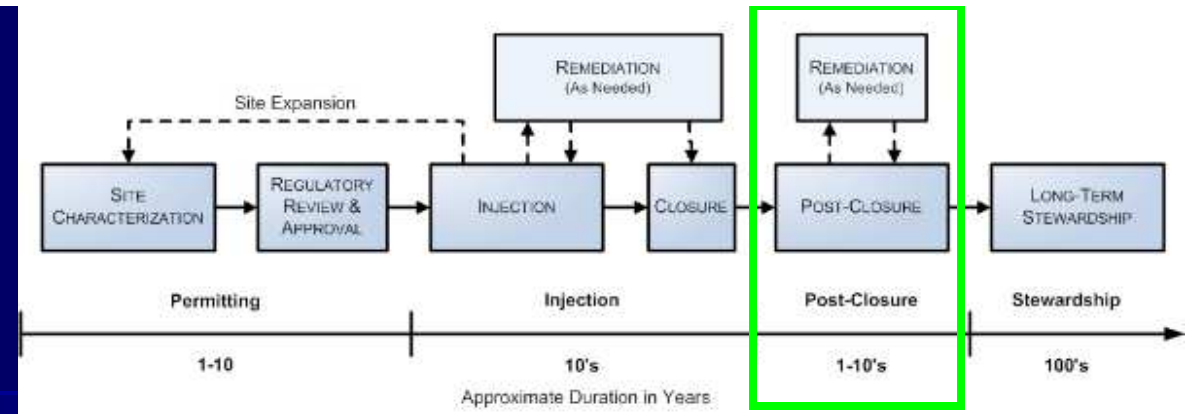 REMEDIATION
(As Needed)
REMEDIATION
(As Needed)
Site Expansion
SITE
CHARACTERIZATION
REGULATORY
REVIEW &
APPROVAL
INJECTION
CLOSURE
POST-CLOSURE
LONG-TERM
STEWARDSHIP
Permitting
Injection
Post-Closure
Stewardship
1-10
10's
1-10's
100's
Approximate Duration in Years